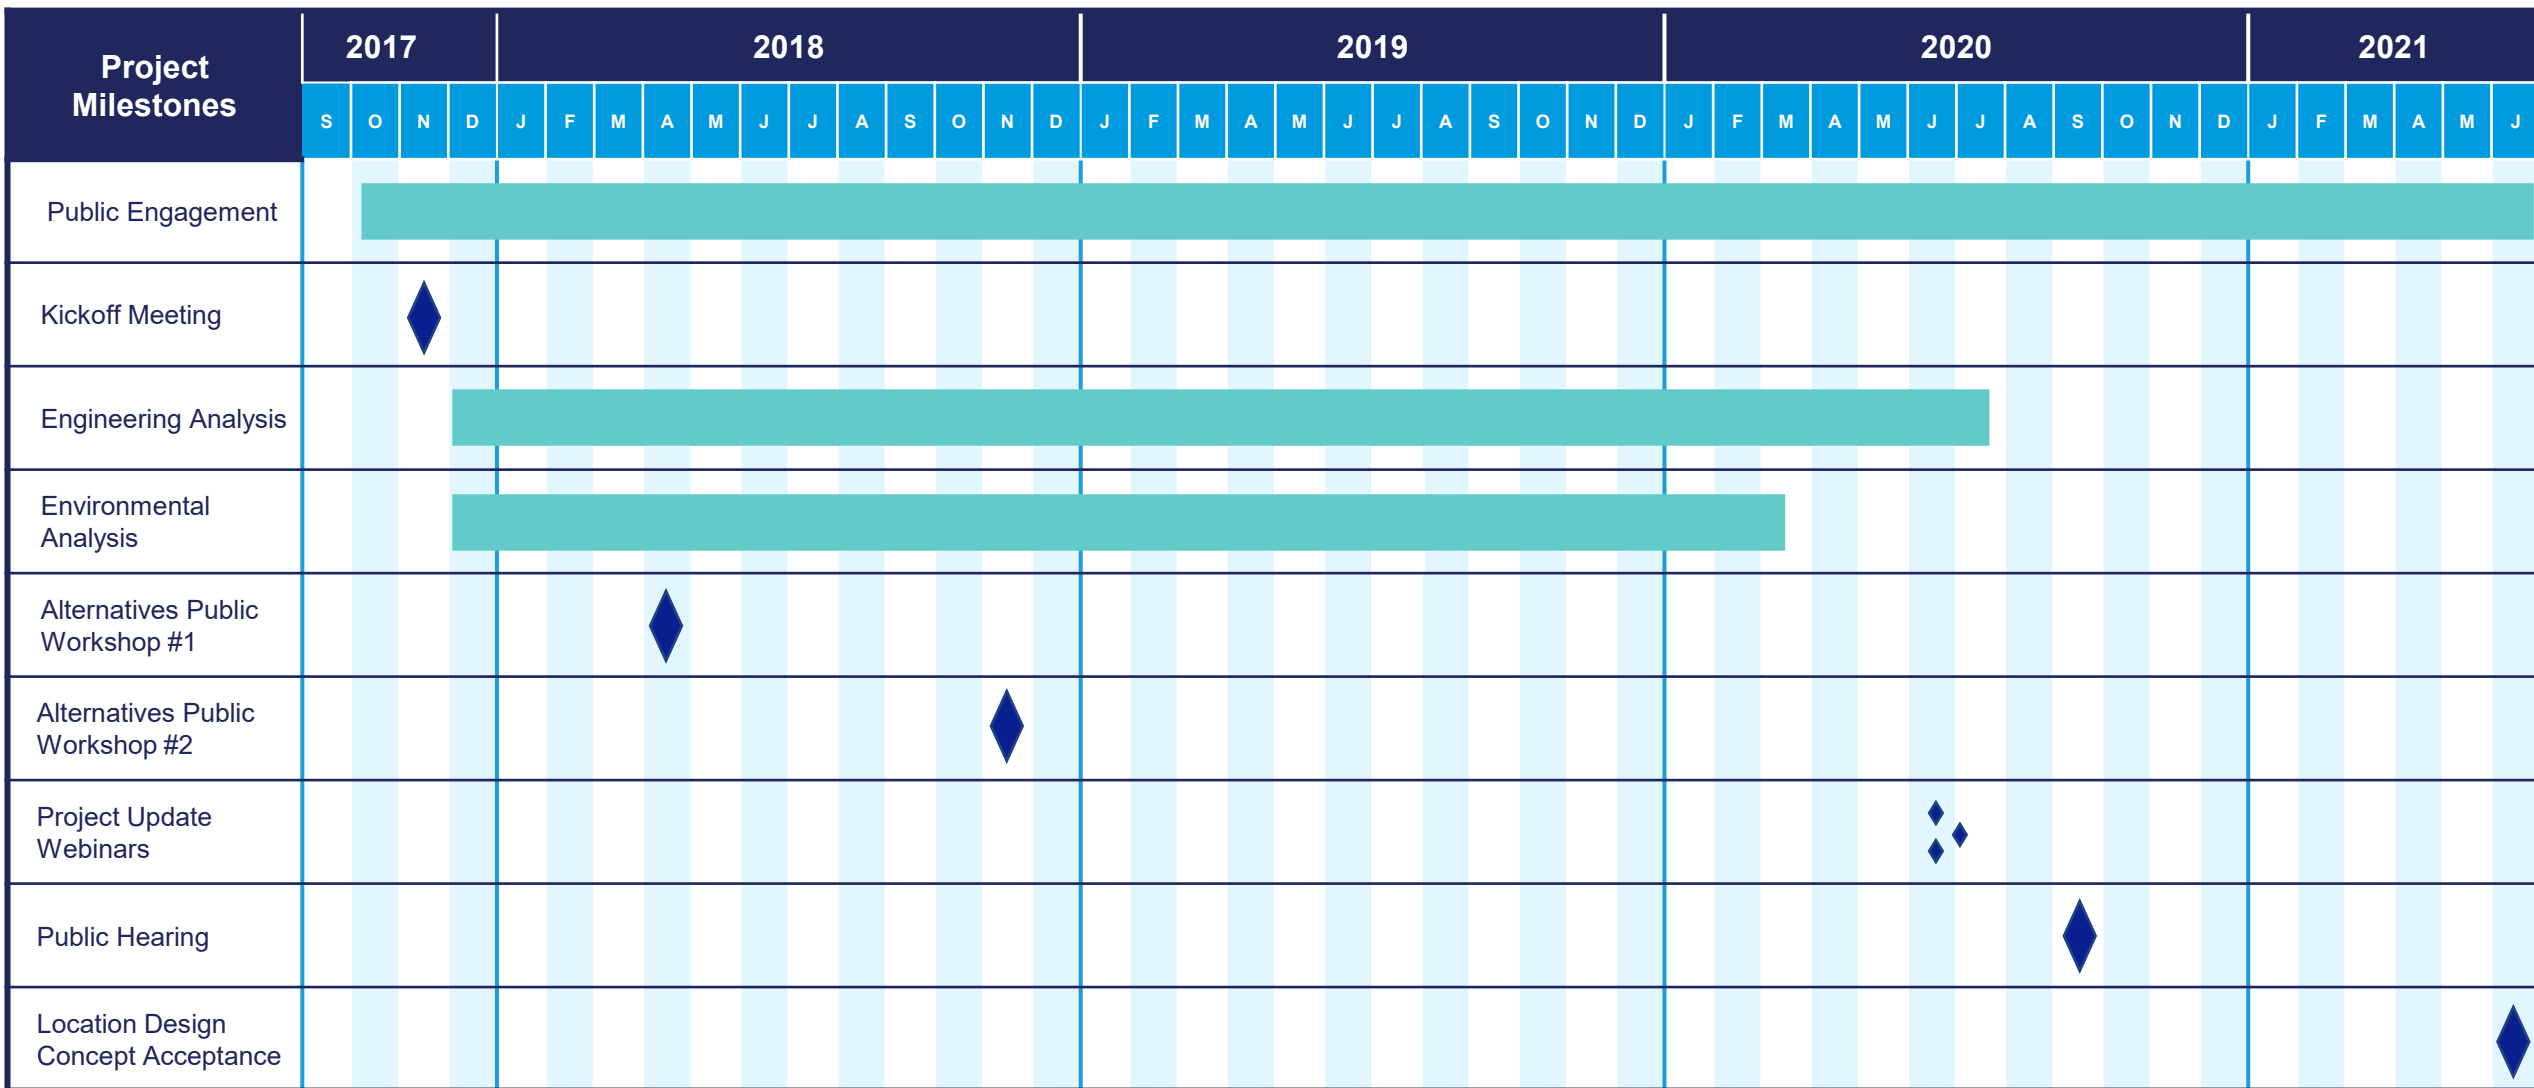 Project
Milestones
2017
2018
2019
2020
2021
S O N D J F M A M J J A S O N D J F M A M J J A S O N D J F M A M J J A S O N D J F M A M J
Public Engagement
Kickoff Meeting
Engineering Analysis
Environmental
Analysis
Alternatives Public
Workshop #1
Alternatives Public
Workshop #2
Project Update
Webinars
Public Hearing
Location Design
Concept Acceptance